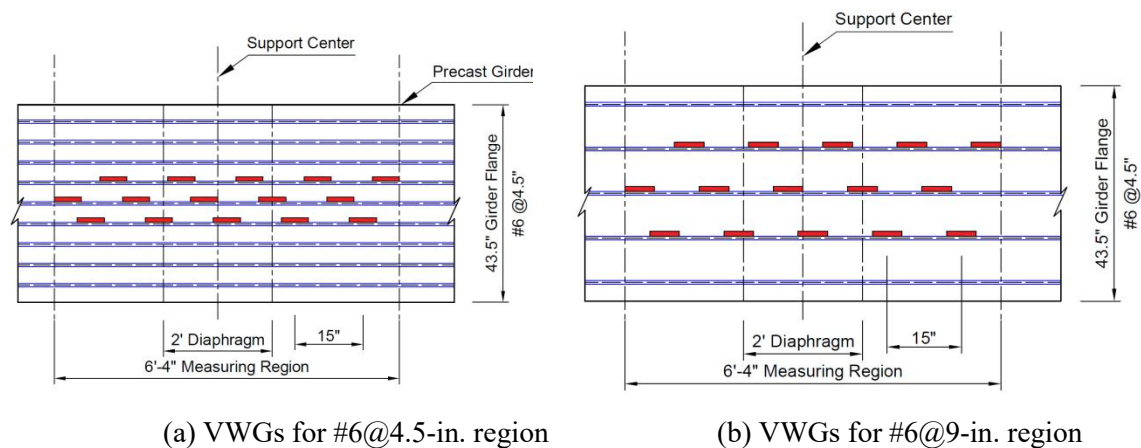 Support Center
Precast Girder
43.5" Girder Flange
#6 @4.5"
2' Diaphragm
15"
6'-4" Measuring Region
(a) VWGs for #6@4.5-in. region
Support Center
43.5" Girder Flange
#6 @4.5"
2' Diaphragm
15"
6'-4" Measuring Region
(b) VWGs for #6@9-in. region